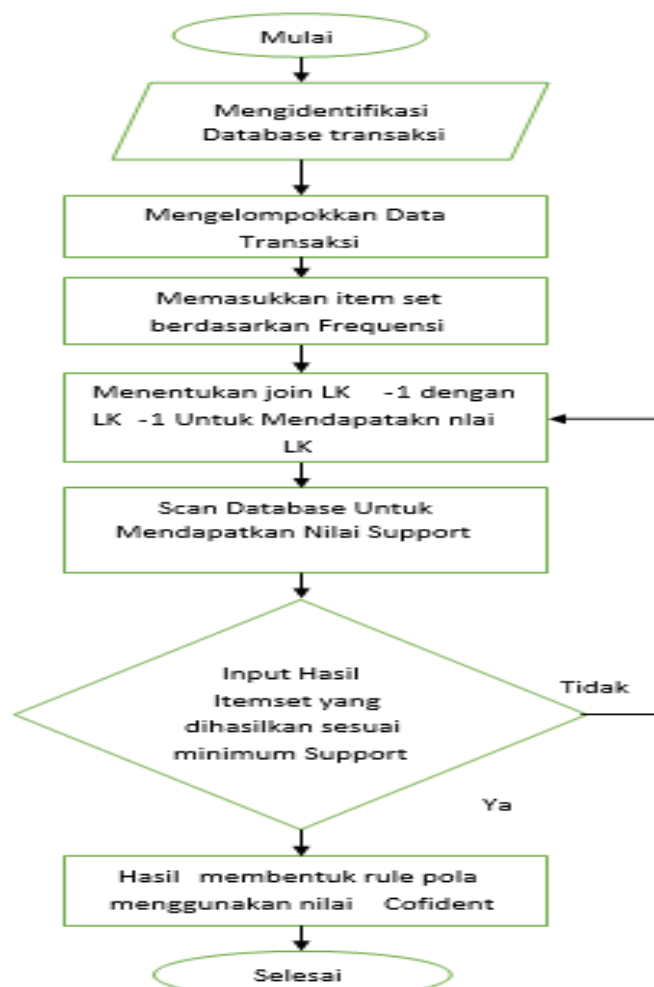 Mulai
Mengidentifikasi
Database transaksi
Mengelompokkan Data
Transaksi
Memasukkan item set
berdasarkan Frequensi
Menentukan join LK -1 dengan
LK -1 Untuk Mendapatakn nlai
LK
Scan Database Untuk
Mendapatkan Nilai Support
Input Hasil
Itemset yang
dihasilkan sesuai
minimum Support
Tidak
Ya
Hasil membentuk rule pola
menggunakan nilai Cofident
Selesai